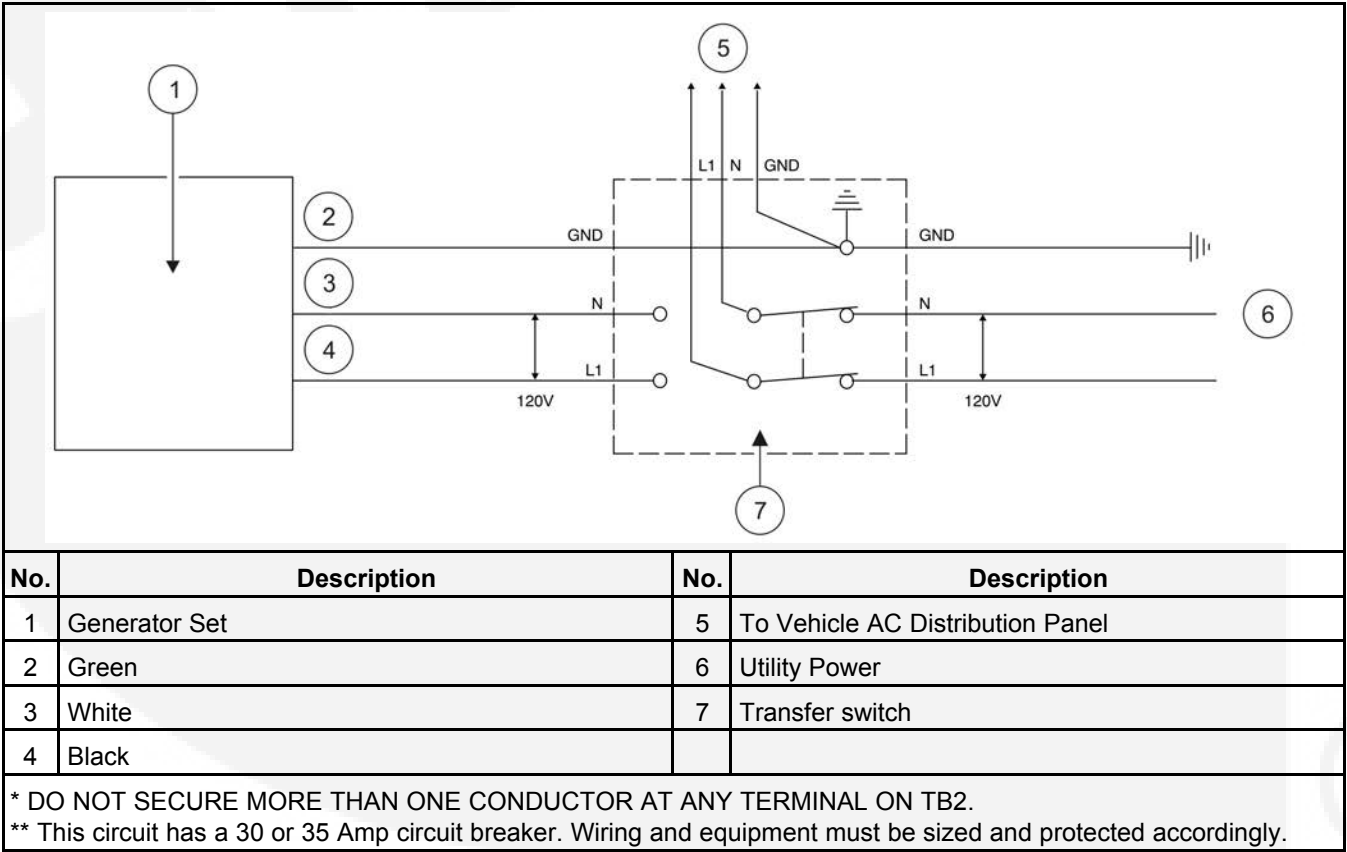 5
1
L1 N GND
2
GND GND
3
N N
6
4
L1 L1
120V 120V
7
No. Description No. Description
1 Generator Set 5 To Vehicle AC Distribution Panel
2 Green 6 Utility Power
3 White 7 Transfer switch
4 Black
* DO NOT SECURE MORE THAN ONE CONDUCTOR AT ANY TERMINAL ON TB2.
** This circuit has a 30 or 35 Amp circuit breaker. Wiring and equipment must be sized and protected accordingly.